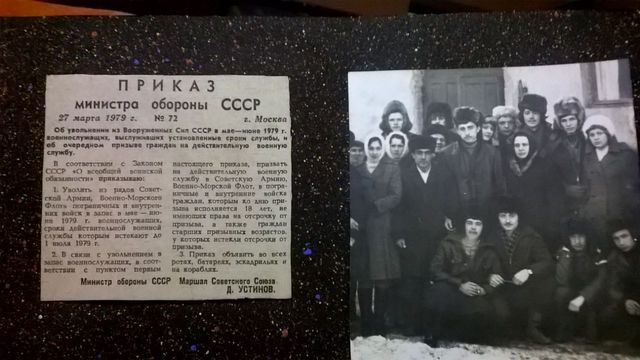 ПРИКАЗ
министра обороны СССР
27 марта 1979 г. № 72 г. Москва
Об увольнении из Вооруженных Сил СССР в мае—июне 1979 г.
военнослужащих, выслуживших установленные сроки службы, и
об очередном призыве граждан на действительную военную
службу.
В соответствии с Законом
СССР «О всеобщей воинской
обязанности» приказываю:
1. Уволить из рядов Совет-
ской Армии, Военно-Морского
Флота, пограничных и внутрен-
них войск в запас в мае — ию-
не 1979 г. военнослужащих,
сроки действительной военной
службы которым истекают до
1 июля 1979 г.
2. В связи с увольнением в
запас военнослужащих, в соот-
ветствии с пунктом первым
настоящего приказа, призвать
на действительную военную
службу в Советскую Армию,
Военно-Морской Флот, в погра-
ничные и внутренние войска
граждан, которым ко дню при-
зыва исполняется 18 лет, не
имеющих права на отсрочку от
призыва, а также граждан
старших призывных возрастов,
у которых истекли отсрочки от
призыва.
3. Приказ объявить во всех
ротах, батареях, эскадрильях и
на кораблях.
Министр обороны СССР Маршал Советского Союза
Д. УСТИНОВ.